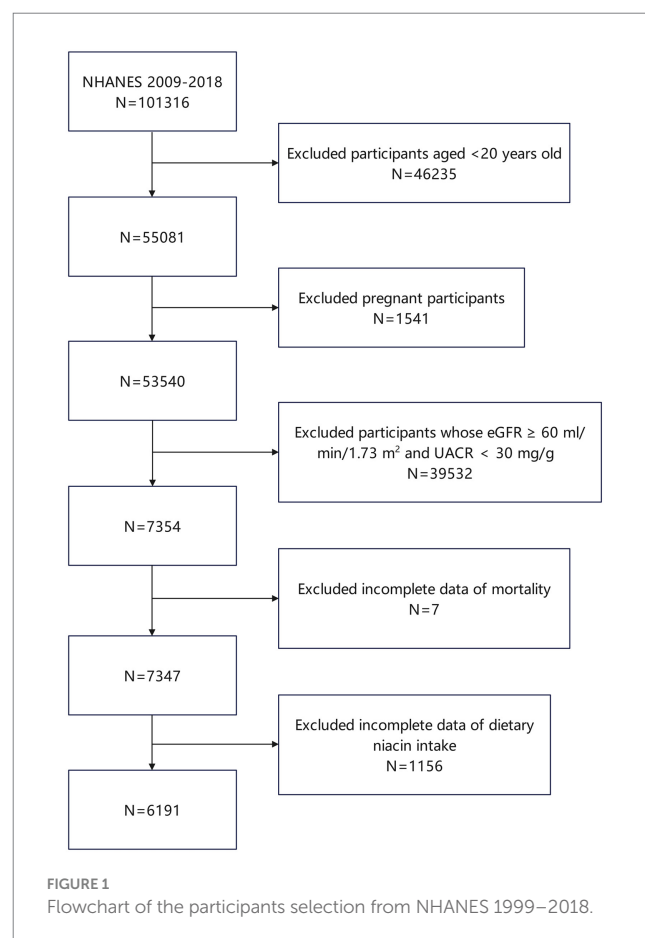 NHANES 2009-2018
N=101316
Excluded participants aged <20 years old
N=46235
N=55081
Excluded pregnant participants
N=1541
N=53540
Excluded participants whose eGFR ≥ 60 ml/
min/1.73 m² and UACR < 30 mg/g
N=39532
N=7354
Excluded incomplete data of mortality
N=7
N=7347
Excluded incomplete data of dietary
niacin intake
N=1156
N=6191
FIGURE 1
Flowchart of the participants selection from NHANES 1999–2018.